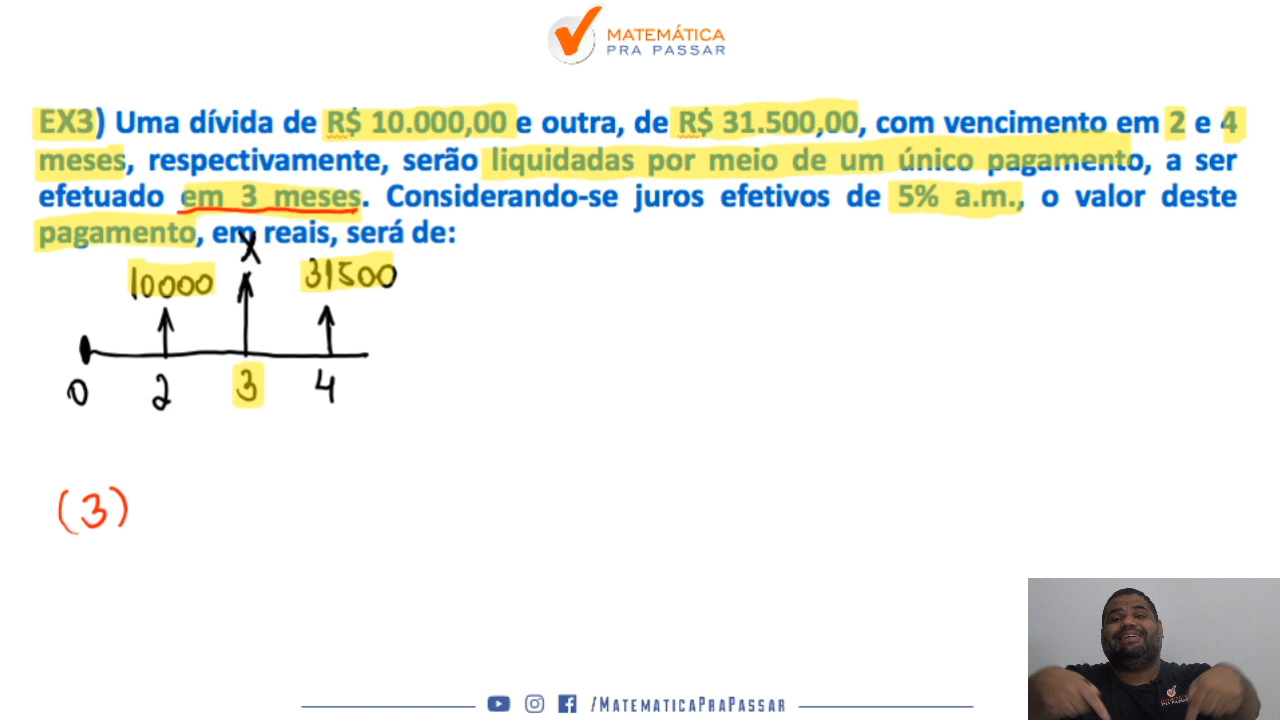 MATEMÁTICA
PRA PASSAR
EX3) Uma dívida de R$ 10.000,00 e outra, de R$ 31.500,00, com vencimento em 2 e 4
meses, respectivamente, serão liquidadas por meio de um único pagamento, a ser
efetuado em 3 meses. Considerando-se juros efetivos de 5% a.m., o valor deste
pagamento, em reais, será de:
X
10000 31500
0 2 3 4
(3)
/MATEMATICAPRAPASSAR